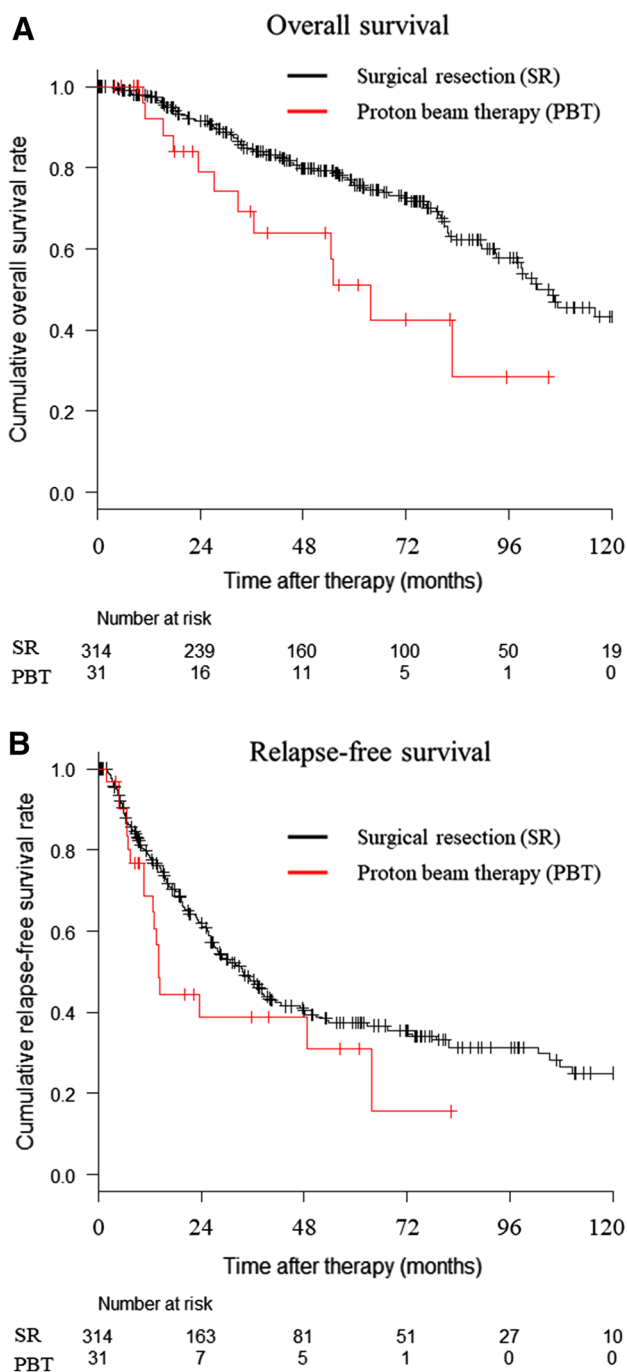 A
Overall survival
Surgical resection (SR)
Proton beam therapy (PBT)
Cumulative overall survival rate
1.0
0.8
0.6
0.4
0.2
0.0
0 24 48 72 96 120
Time after therapy (months)
Number at risk
SR 314 239 160 100 50 19
PBT 31 16 11 5 1 0
B
Relapse-free survival
Surgical resection (SR)
Proton beam therapy (PBT)
Cumulative relapse-free survival rate
1.0
0.8
0.6
0.4
0.2
0.0
0 24 48 72 96 120
Time after therapy (months)
Number at risk
SR 314 163 81 51 27 10
PBT 31 7 5 1 0 0